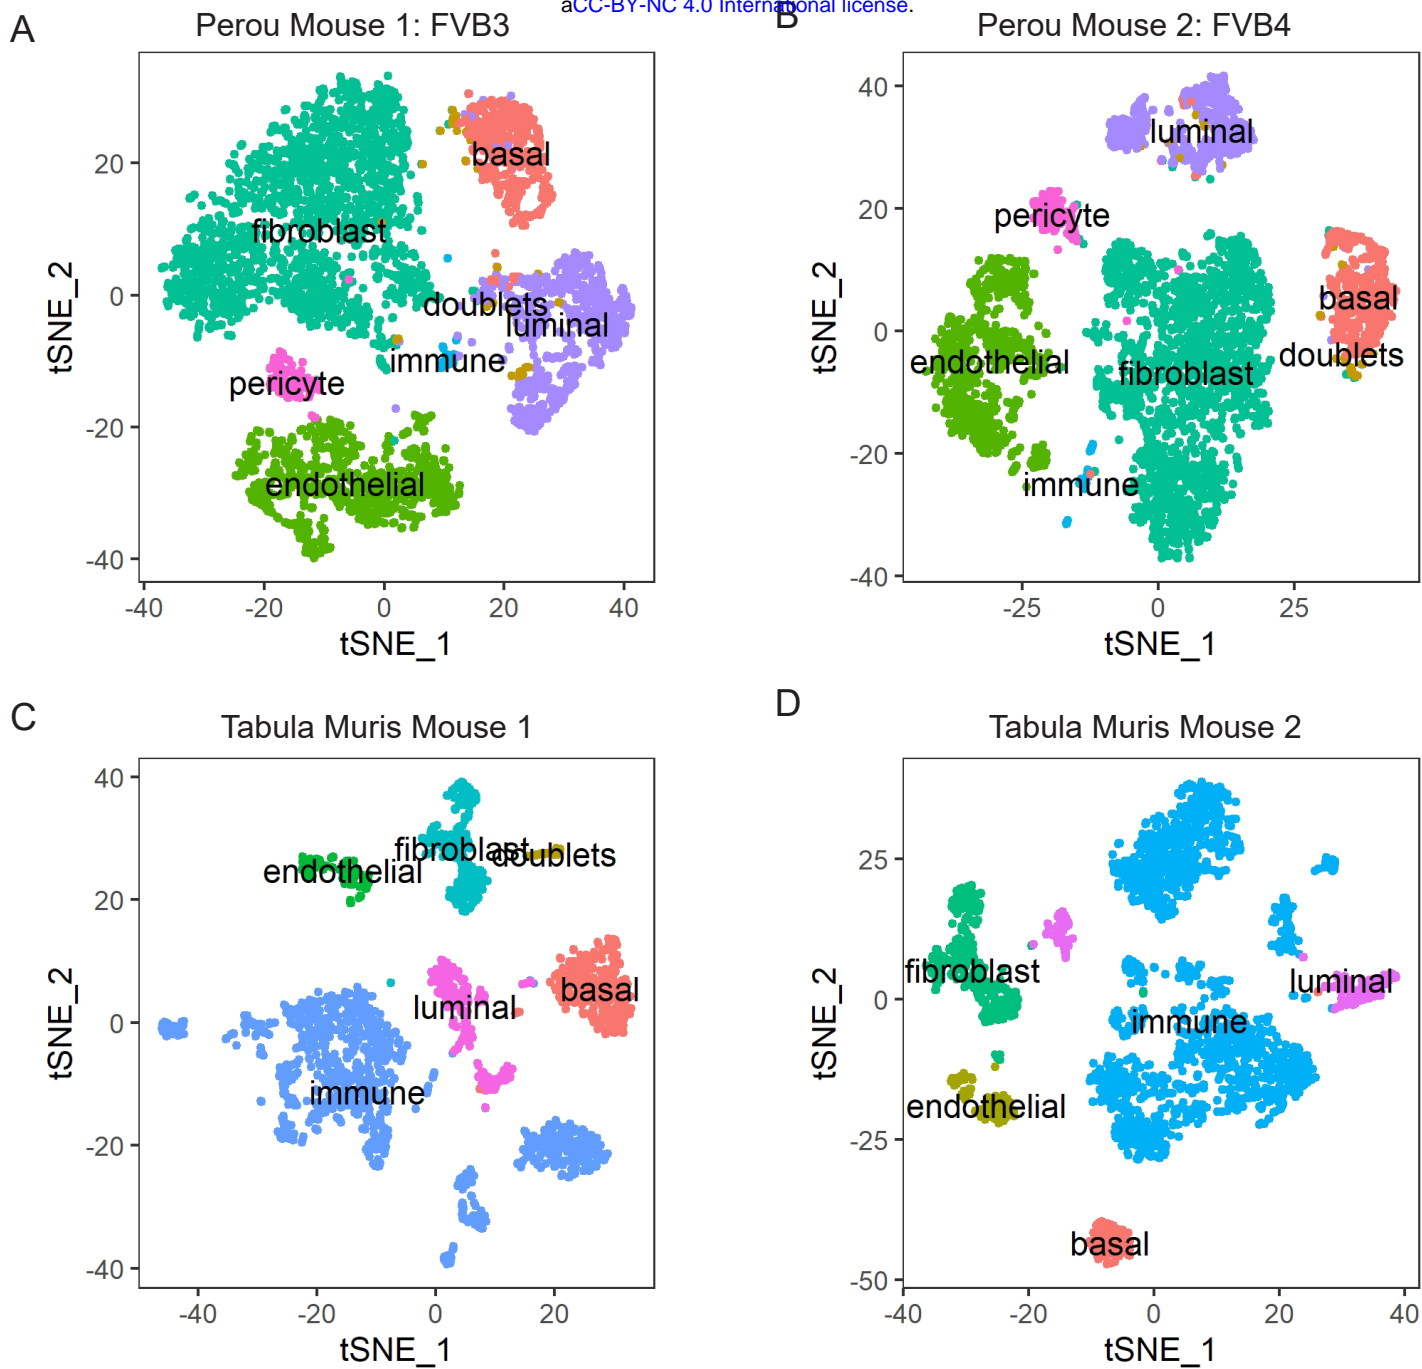 aCC-BY-NC 4.0 International license.
A
Perou Mouse 1: FVB3
tSNE_2
20
0
-20
-40
basal
fibroblast
doublets
luminal
immune
pericyte
endothelial
-40
-20
0
20
40
tSNE_1
B
Perou Mouse 2: FVB4
tSNE_2
40
20
0
-20
-40
luminal
pericyte
basal
doublets
endothelial
fibroblast
immune
-25
0
25
tSNE_1
C
Tabula Muris Mouse 1
tSNE_2
40
20
0
-20
-40
fibroblast
doublets
endothelial
basal
luminal
immune
-40
-20
0
20
tSNE_1
D
Tabula Muris Mouse 2
tSNE_2
25
0
-25
-50
fibroblast
luminal
immune
endothelial
basal
-40
-20
0
20
40
tSNE_1